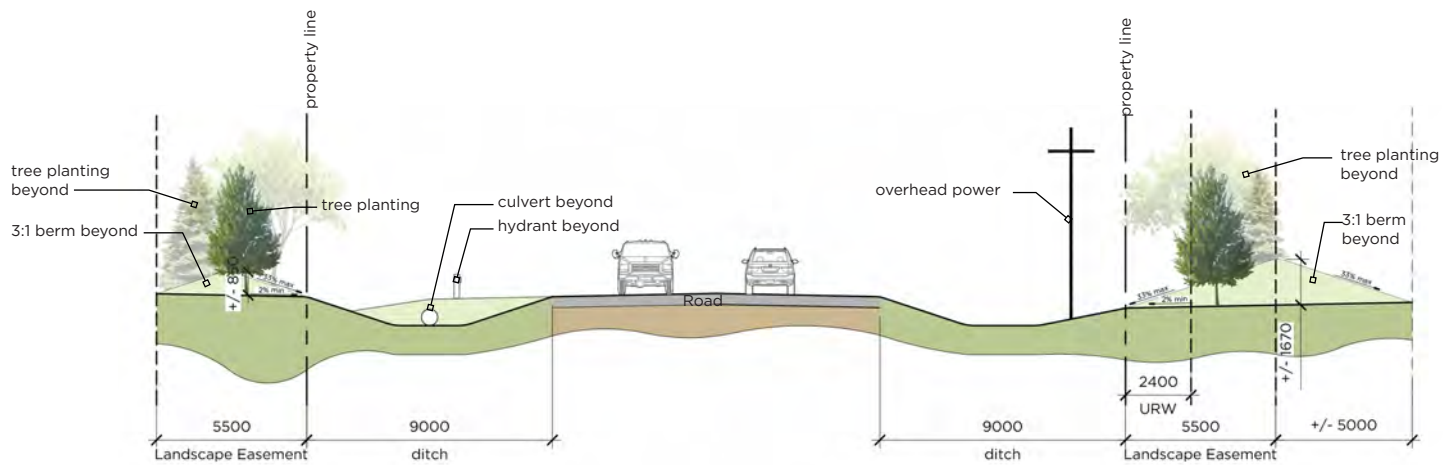 property line
property line
tree planting
beyond
tree planting
3:1 berm beyond
culvert beyond
hydrant beyond
overhead power
tree planting
beyond
3:1 berm
beyond
+/- 850
33% max
2% min
Road
33% max
2% min
33% max
+/- 1670
2400
URW
5500
9000
9000
5500
+/- 5000
Landscape Easement
ditch
ditch
Landscape Easement